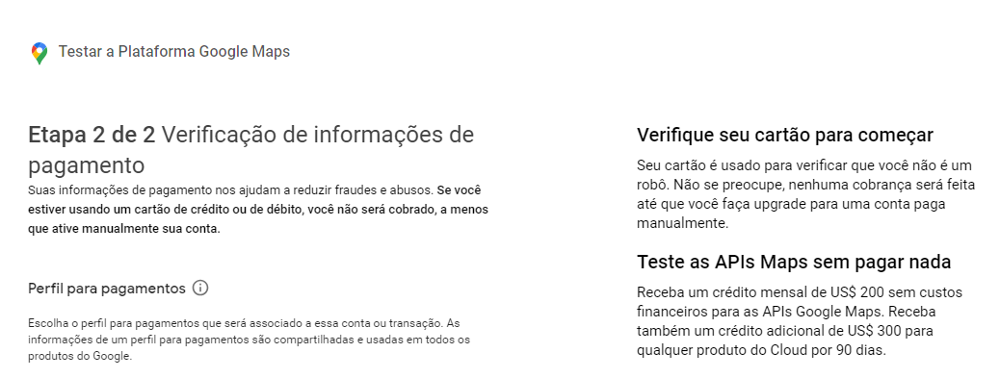 Testar a Plataforma Google Maps
Etapa 2 de 2 Verificação de informações de
pagamento
Suas informações de pagamento nos ajudam a reduzir fraudes e abusos. Se você
estiver usando um cartão de crédito ou de débito, você não será cobrado, a menos
que ative manualmente sua conta.
Perfil para pagamentos
Escolha o perfil para pagamentos que será associado a essa conta ou transação. As
informações de um perfil para pagamentos são compartilhadas e usadas em todos os
produtos do Google.
Verifique seu cartão para começar
Seu cartão é usado para verificar que você não é um
robô. Não se preocupe, nenhuma cobrança será feita
até que você faça upgrade para uma conta paga
manualmente.
Teste as APIs Maps sem pagar nada
Receba um crédito mensal de US$ 200 sem custos
financeiros para as APIs Google Maps. Receba
também um crédito adicional de US$ 300 para
qualquer produto do Cloud por 90 dias.